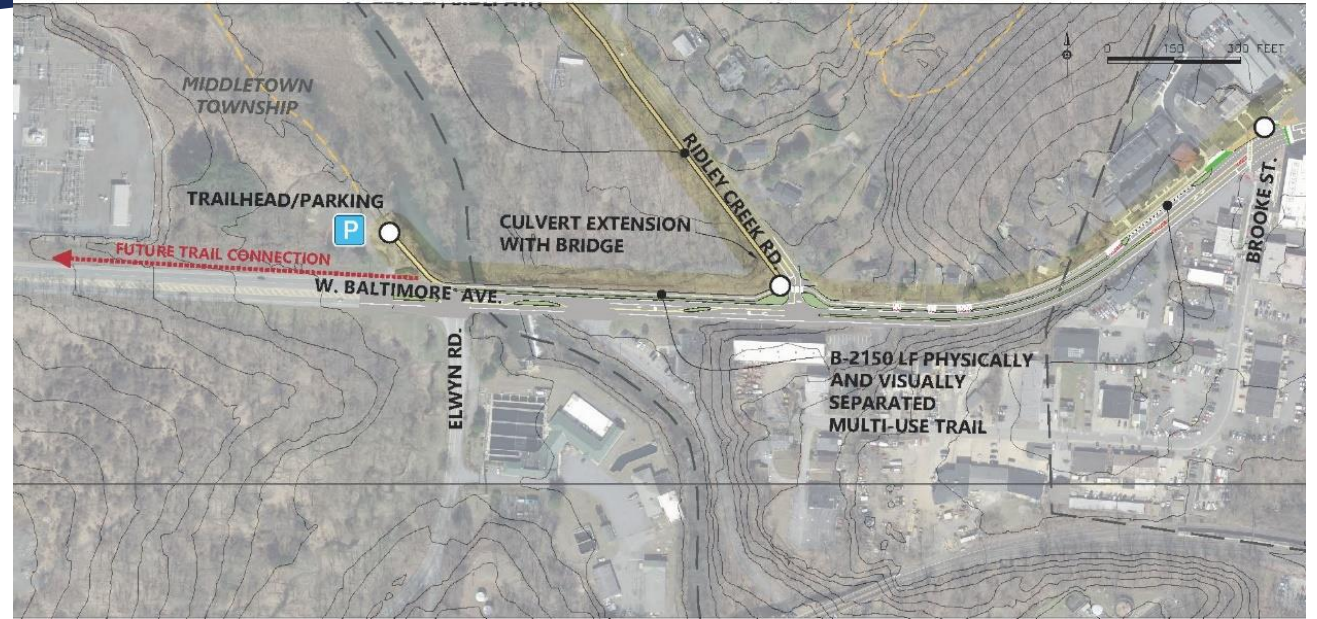 MIDDLETOWN
TOWNSHIP
0 150 300 FEET
TRAILHEAD/PARKING
P
FUTURE TRAIL CONNECTION
W. BALTIMORE AVE.
CULVERT EXTENSION
WITH BRIDGE
RIDLEY CREEK RD
BROOKE ST.
ELWYN RD.
B-2150 LF PHYSICALLY
AND VISUALLY
SEPARATED
MULTI-USE TRAIL